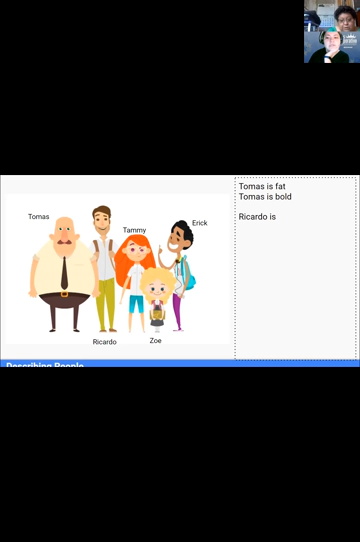 Tomas is fat
Tomas is bold
Ricardo is
Tomas
Tammy
Erick
Ricardo
Zoe
Describing People